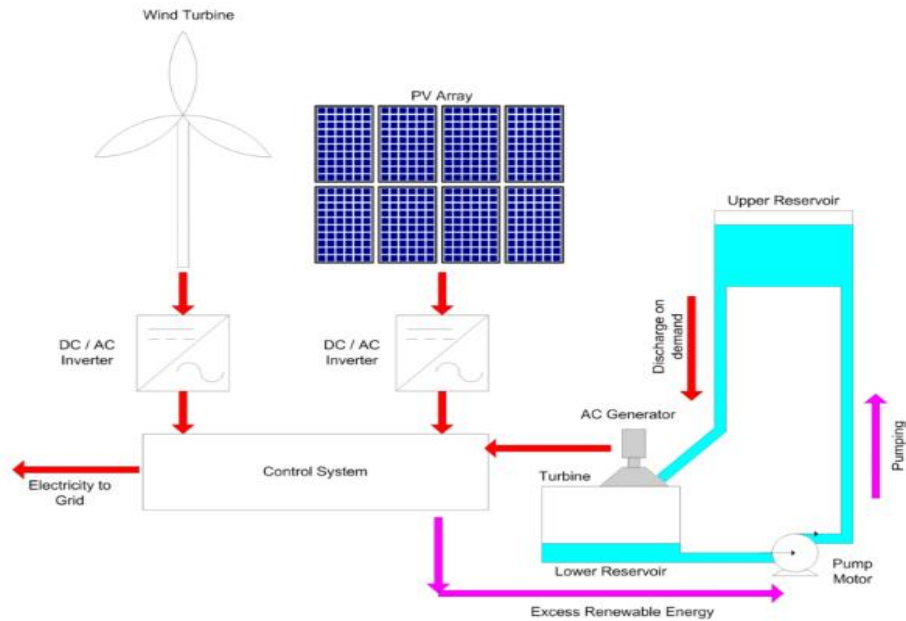 Wind Turbine
PV Array
Upper Reservoir
DC / AC
Inverter
DC / AC
Inverter
Discharge on
demand
AC Generator
Pumping
Control System
Electricity to
Grid
Turbine
Lower Reservoir
Pump
Motor
Excess Renewable Energy